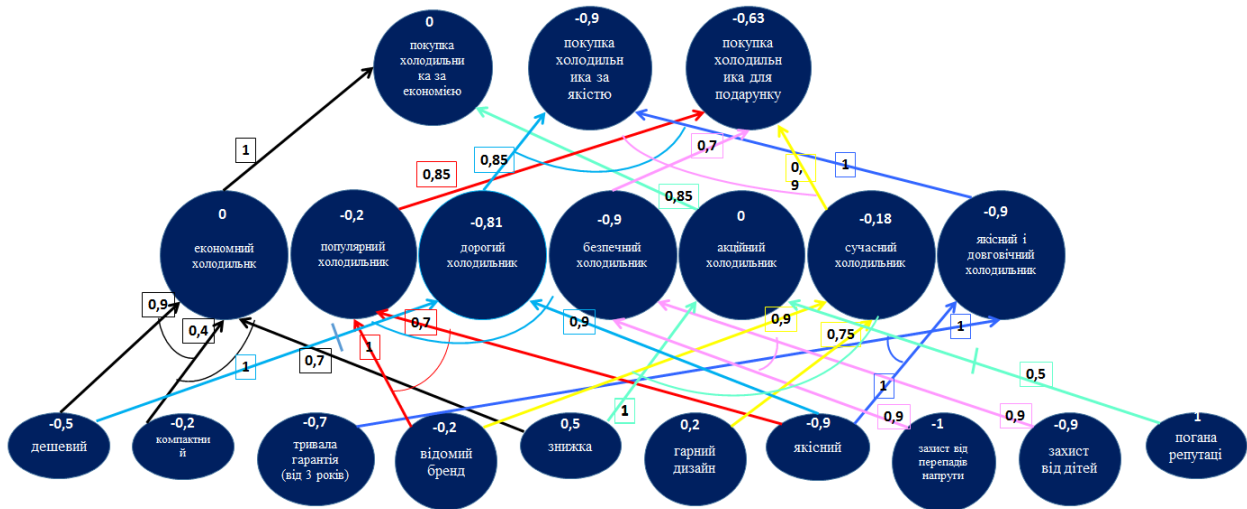 0
покупка
холодильни
ка за
економією
-0,9
покупка
холодильн
ика за
якістю
-0,63
покупка
холодильн
ика для
подарунку
1
0,85
0,85
0,7
0,
9
1
0,85
0
економний
холодильнк
-0,2
популярний
холодильник
-0,81
дорогий
холодильник
-0,9
безпечний
холодильник
0
акційний
холодильник
-0,18
сучасний
холодильник
-0,9
якісний і
довговічний
холодильник
0,9
0,4
0,7
1
1
0,7
0,9
0,9
0,75
1
1
1
0,9
0,9
0,5
-0,5
дешевий
-0,2
компактни
й
-0,7
тривала
гарантія
(від 3 років)
-0,2
відомий
бренд
0,5
знижка
0,2
гарний
дизайн
-0,9
якісний
-1
захист від
перепадів
напруги
-0,9
захист
від дітей
1
погана
репутаці